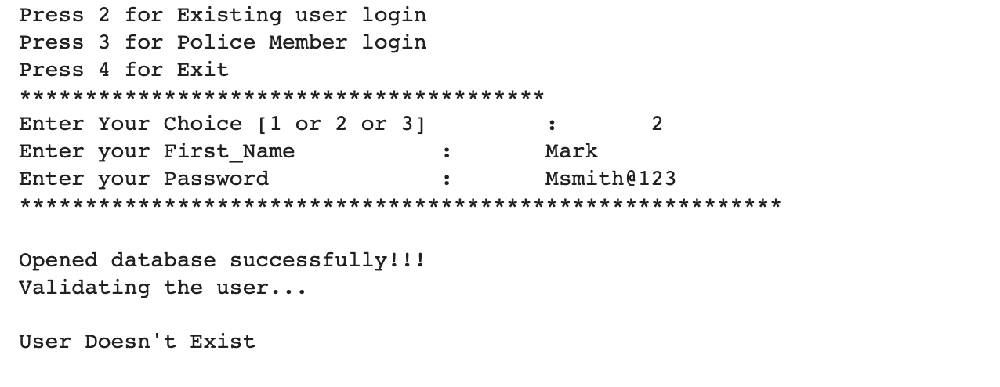 Press 2 for Existing user login
Press 3 for Police Member login
Press 4 for Exit
****************************************
Enter Your Choice [1 or 2 or 3] : 2
Enter your First_Name : Mark
Enter your Password : Msmith@123
**********************************************************
Opened database successfully!!!
Validating the user...
User Doesn't Exist